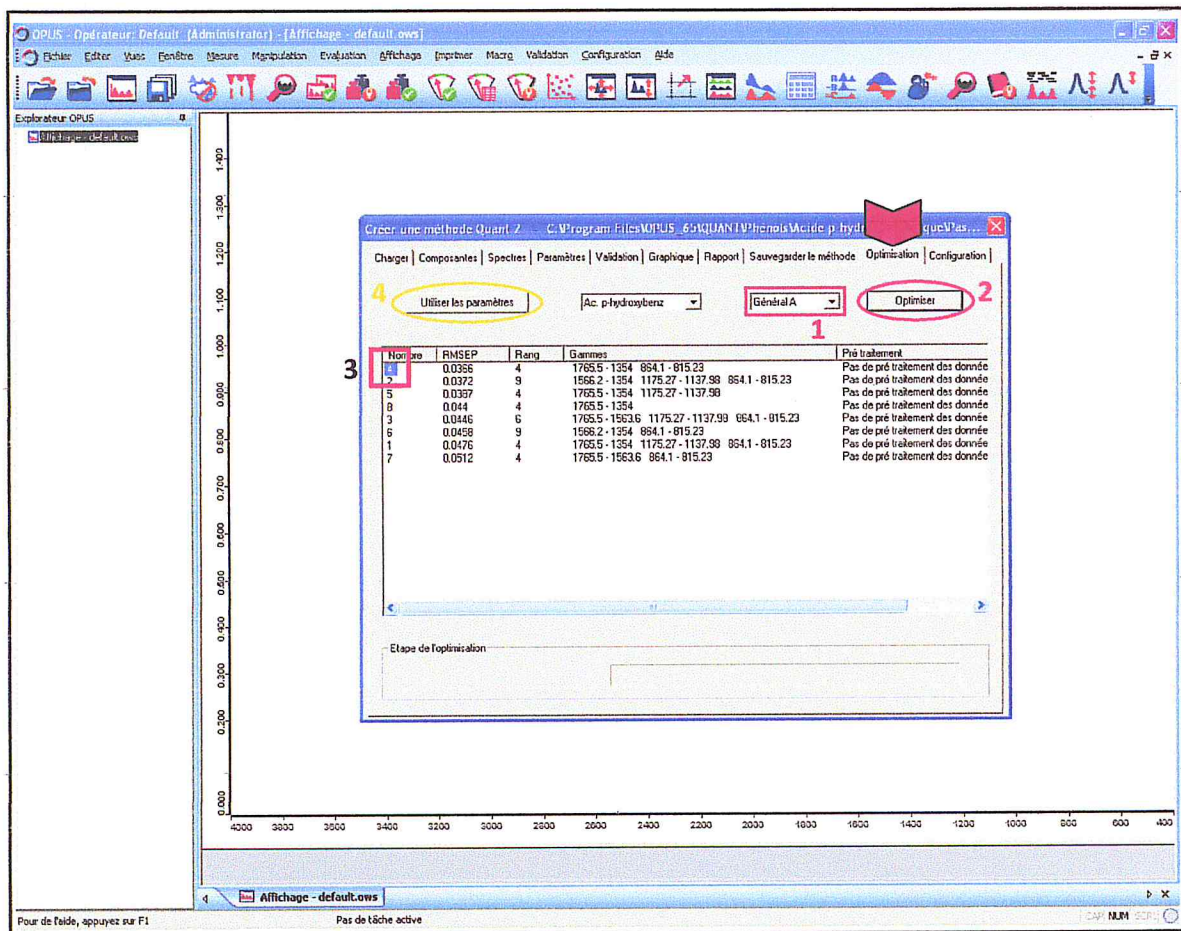 OPUS - Opérateur: Default (Administrator) - [Affichage - default.ows]
Fichier Editer Vues Fenêtre Mesure Manipulation Evaluation Affichage Imprimer Macro Validation Configuration Aide
Explorateur OPUS
Affichage - default.ows
Créer une méthode Quant 2 - C:\Program Files\OPUS_65\QUANT\Phenols\Acide p-hyd que\Pas...
Charger Composantes Spectres Paramètres Validation Graphique Rapport Sauvegarder le méthode Optimisation Configuration
4 Utiliser les paramètres Ac. p-hydroxybenz Général A Optimiser 2
1
3
Nombre RMSEP Rang Gammes Pré traitement
4 0.0366 4 1765.5 - 1354 864.1 - 815.23 Pas de pré traitement des donnée
2 0.0372 9 1566.2 - 1354 1175.27 - 1137.98 864.1 - 815.23 Pas de pré traitement des donnée
5 0.0387 4 1765.5 - 1354 1175.27 - 1137.98 Pas de pré traitement des donnée
8 0.044 4 1765.5 - 1354 Pas de pré traitement des donnée
3 0.0446 6 1765.5 - 1563.6 1175.27 - 1137.98 864.1 - 815.23 Pas de pré traitement des donnée
6 0.0458 9 1566.2 - 1354 864.1 - 815.23 Pas de pré traitement des donnée
1 0.0476 4 1765.5 - 1354 1175.27 - 1137.98 864.1 - 815.23 Pas de pré traitement des donnée
7 0.0512 4 1765.5 - 1563.6 864.1 - 815.23 Pas de pré traitement des donnée
Etape de l'optimisation
1.400
1.300
1.200
1.100
1.000
0.900
0.800
0.700
0.600
0.500
0.400
0.300
0.200
0.000
4000 3800 3600 3400 3200 3000 2800 2600 2400 2200 2000 1800 1600 1400 1200 1000 800 600 400
Affichage - default.ows
Pour de l'aide, appuyez sur F1 Pas de tâche active CAP NUM SCRL